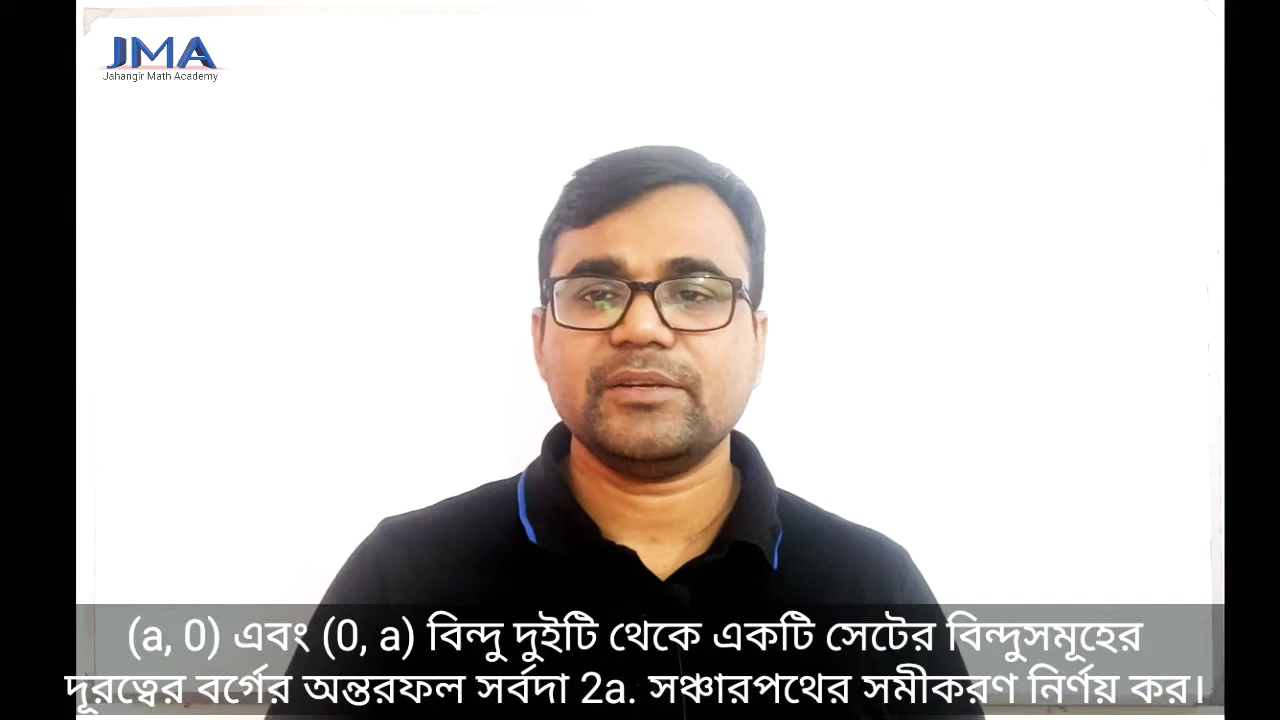 JMA
Jahangir Math Academy
(a, 0) এবং (0, a) বিন্দু দুইটি থেকে একটি সেটের বিন্দুসমূহের
দূরত্বের বর্গের অন্তরফল সর্বদা 2a. সঞ্চারপথের সমীকরণ নির্ণয় কর।